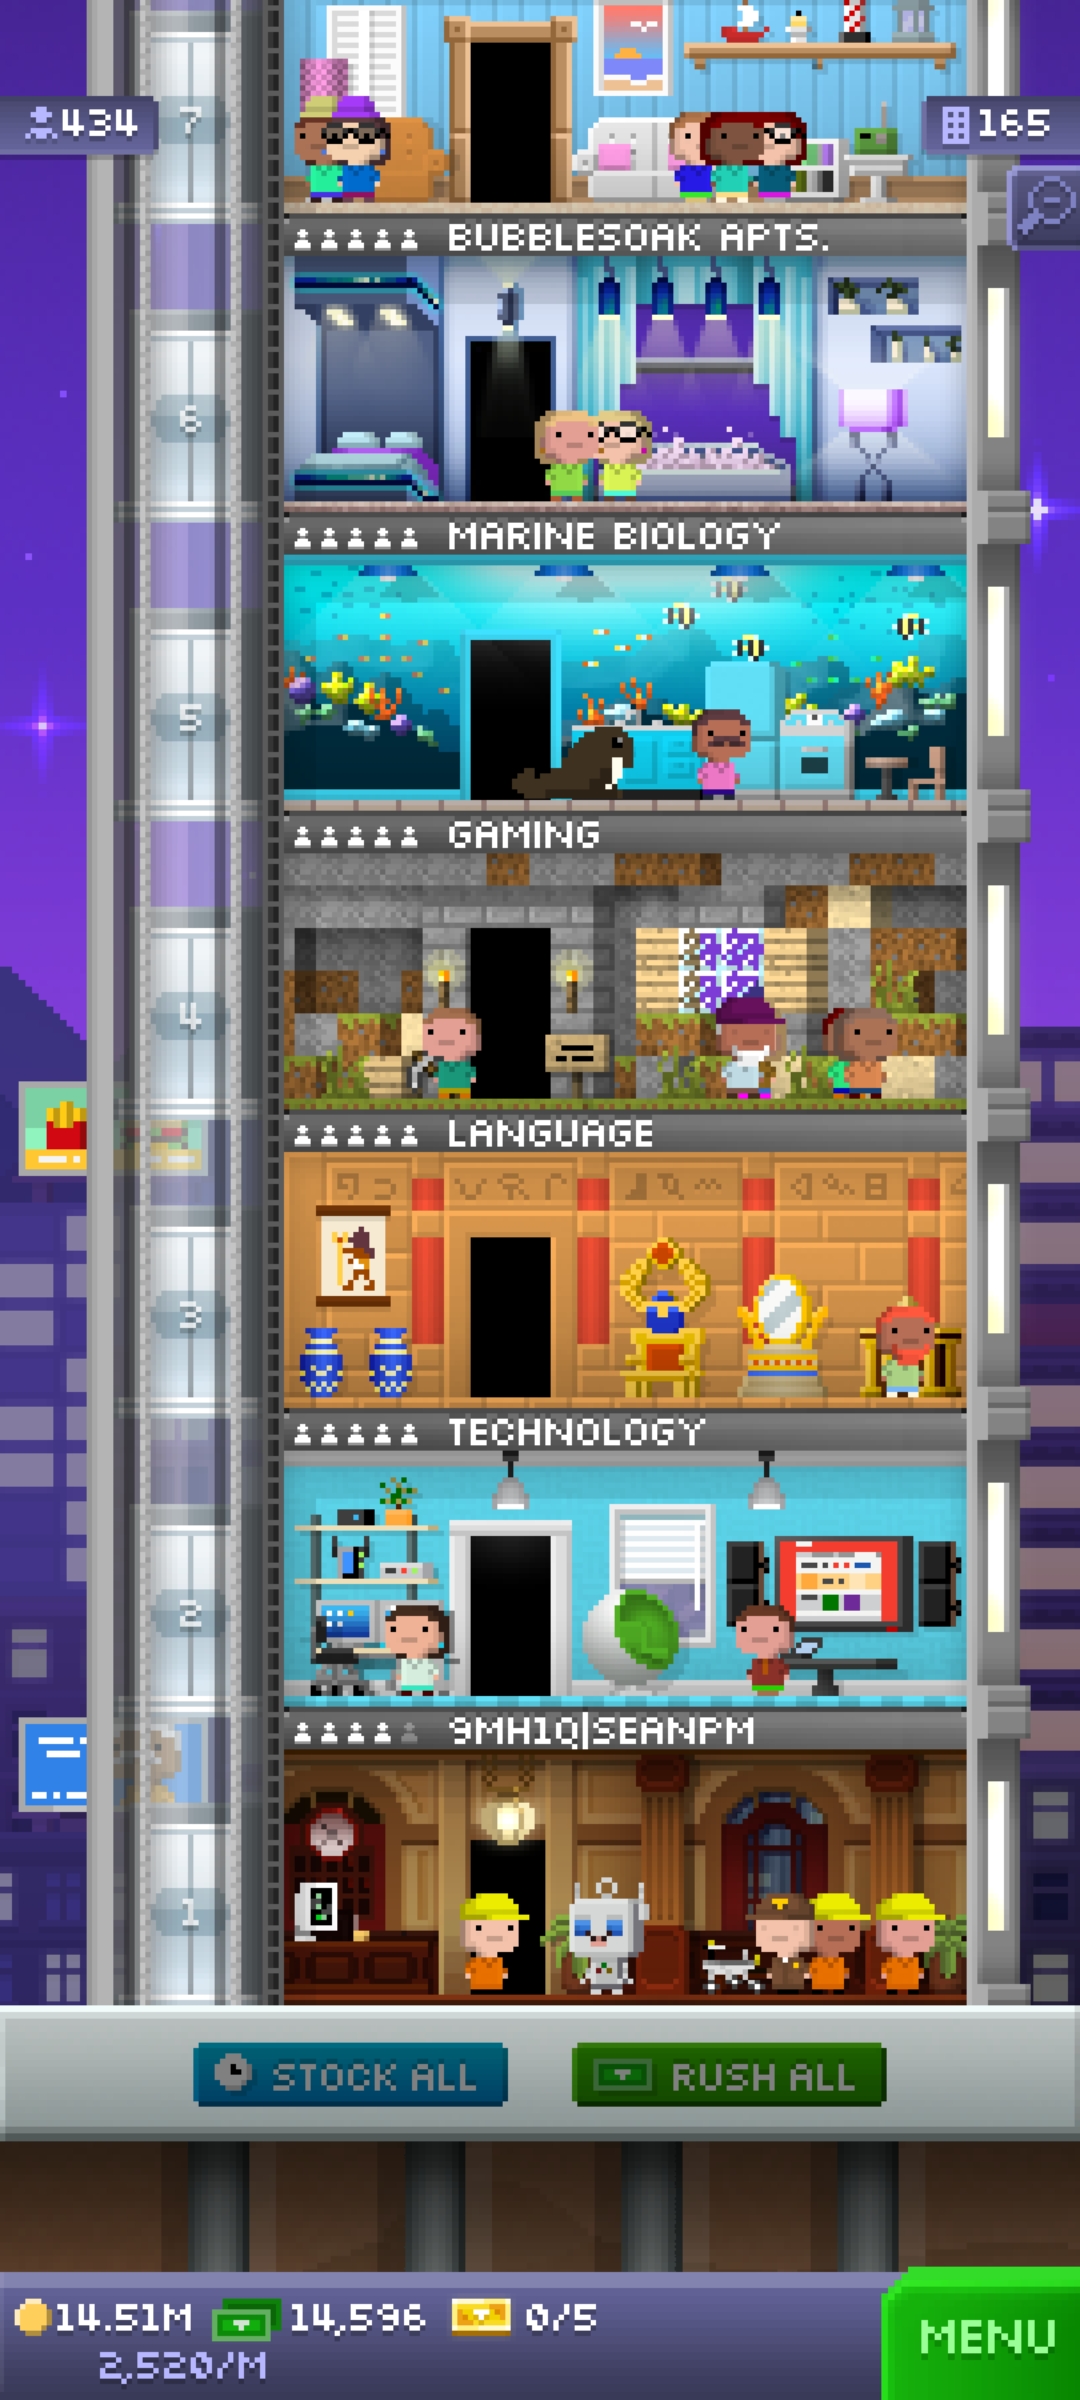 7
434
165
BUBBLESOAK APTS.
6
MARINE BIOLOGY
5
GAMING
4
LANGUAGE
3
TECHNOLOGY
2
9MH1Q|SEANPM
1
STOCK ALL
RUSH ALL
14.51M
14,596
0/5
2,520/M
MENU